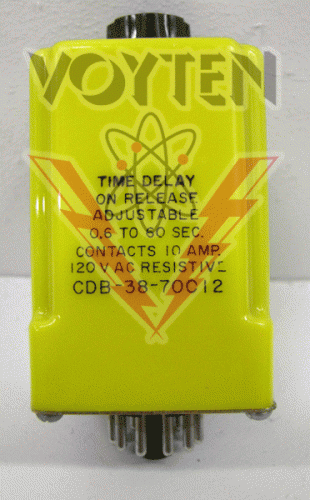 VOYTEN
TIME DELAY
ON RELEASE
ADJUSTABLE
0.6 TO 60 SEC.
CONTACTS 10 AMP.
120 V AC RESISTIVE
CDB-38-70012